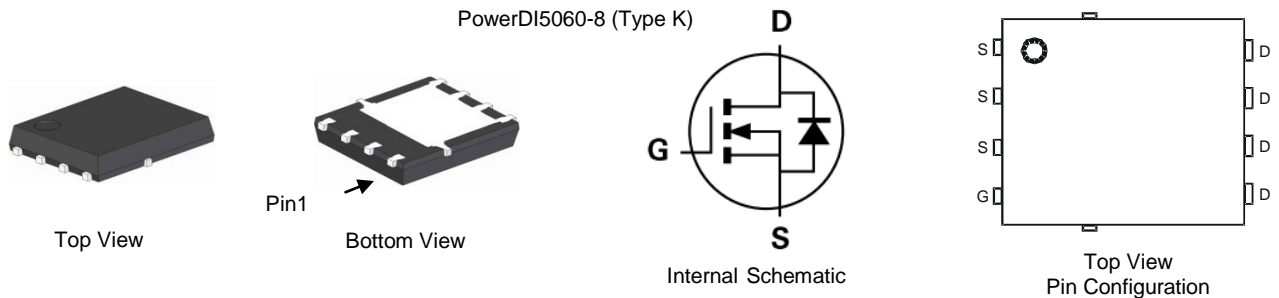 PowerDI5060-8 (Type K)
Top View
Pin1
Bottom View
D
G
S
Internal Schematic
S
D
S
D
S
D
G
D
Top View
Pin Configuration